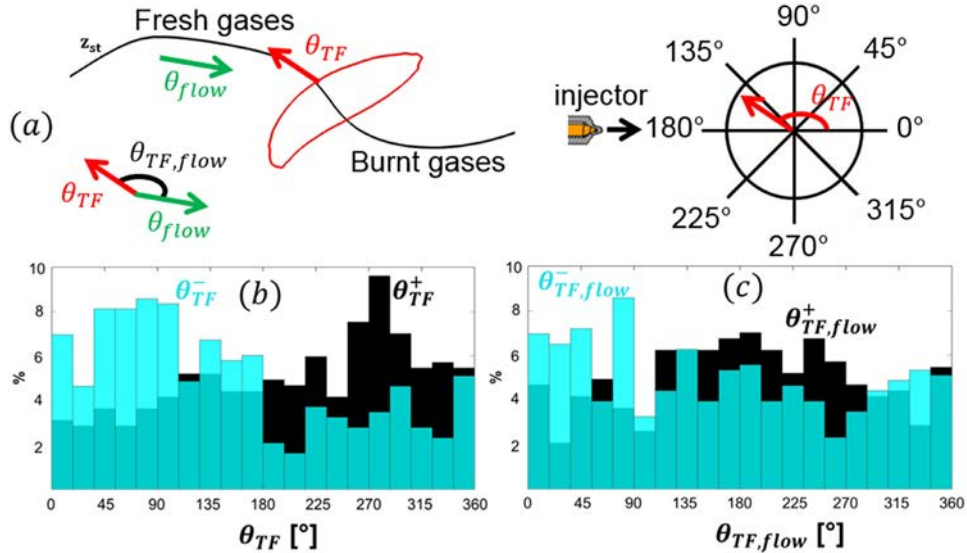 Fresh gases
z_st
θ_TF
θ_flow
(a)
θ_TF,flow
θ_TF
θ_flow
Burnt gases
injector
90°
135°
45°
θ_TF
180°
0°
225°
315°
270°
10
8
6
4
2
%
θ⁻_TF
(b)
θ⁺_TF
0 45 90 135 180 225 270 315 360
θ_TF [°]
10
8
6
4
2
%
θ⁻_TF,flow
(c)
θ⁺_TF,flow
0 45 90 135 180 225 270 315 360
θ_TF,flow [°]